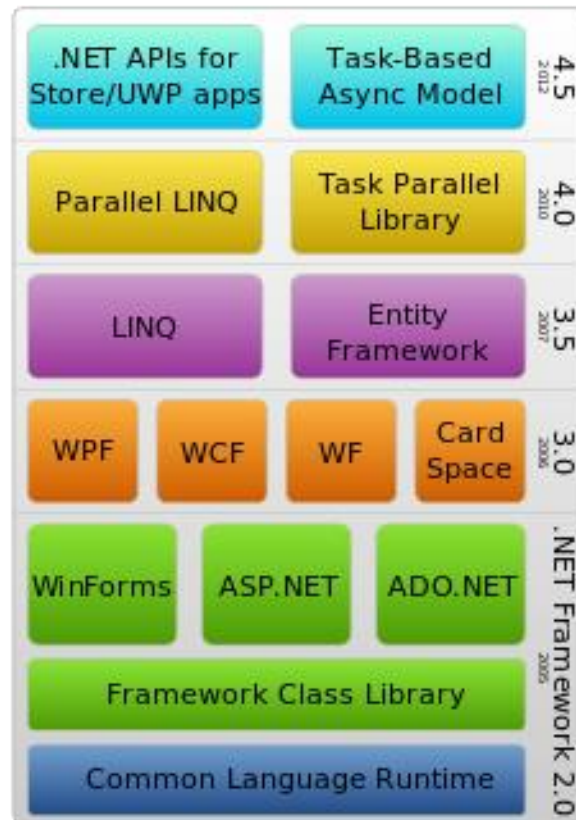 .NET APIs for
Store/UWP apps
Task-Based
Async Model
4.5
2012
Parallel LINQ
Task Parallel
Library
4.0
2010
LINQ
Entity
Framework
3.5
2007
WPF
WCF
WF
Card
Space
3.0
2006
WinForms
ASP.NET
ADO.NET
Framework Class Library
Common Language Runtime
.NET Framework 2.0
2005